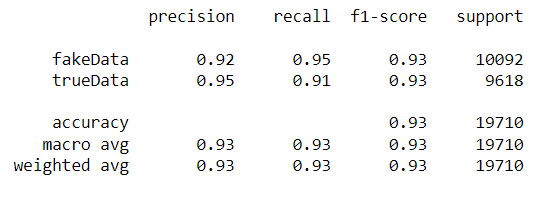 precision recall f1-score support
fakeData 0.92 0.95 0.93 10092
trueData 0.95 0.91 0.93 9618
accuracy 0.93 19710
macro avg 0.93 0.93 0.93 19710
weighted avg 0.93 0.93 0.93 19710